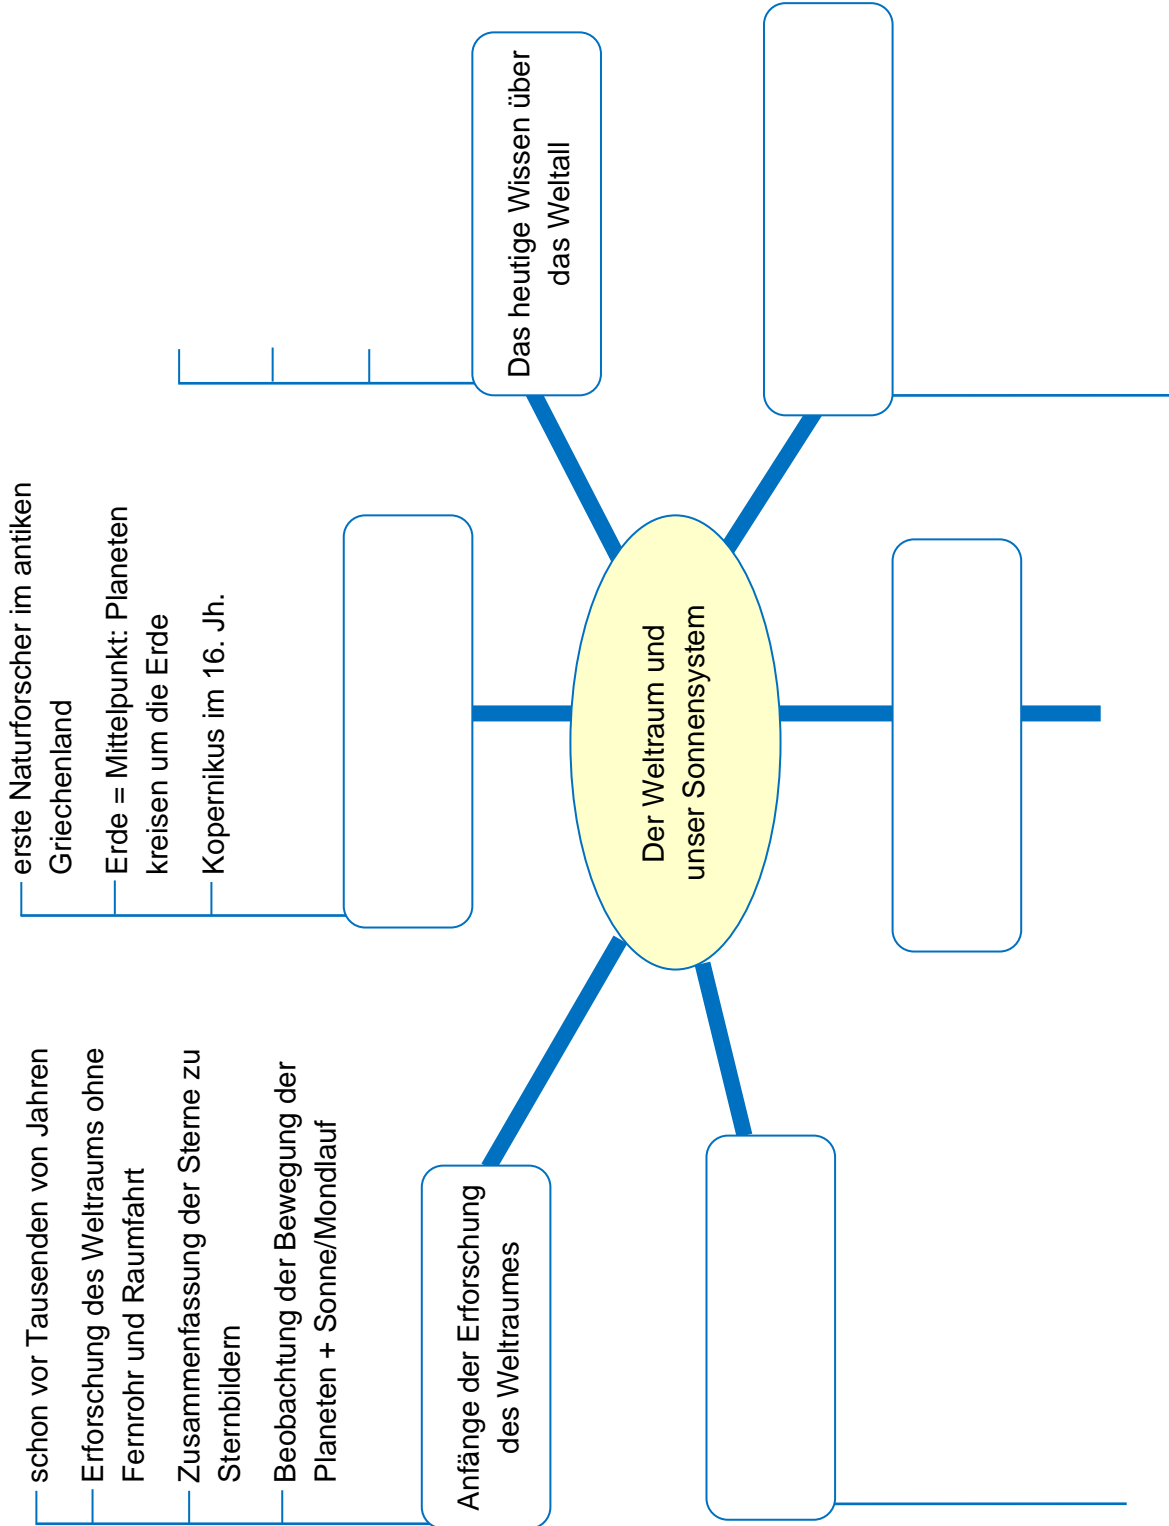 schon vor Tausenden von Jahren
Erforschung des Weltraums ohne
Fernrohr und Raumfahrt
Zusammenfassung der Sterne zu
Sternbildern
Beobachtung der Bewegung der
Planeten + Sonne/Mondlauf
Anfänge der Erforschung
des Weltraumes
erste Naturforscher im antiken
Griechenland
Erde = Mittelpunkt: Planeten
kreisen um die Erde
Kopernikus im 16. Jh.
Das heutige Wissen über
das Weltall
Der Weltraum und
unser Sonnensystem